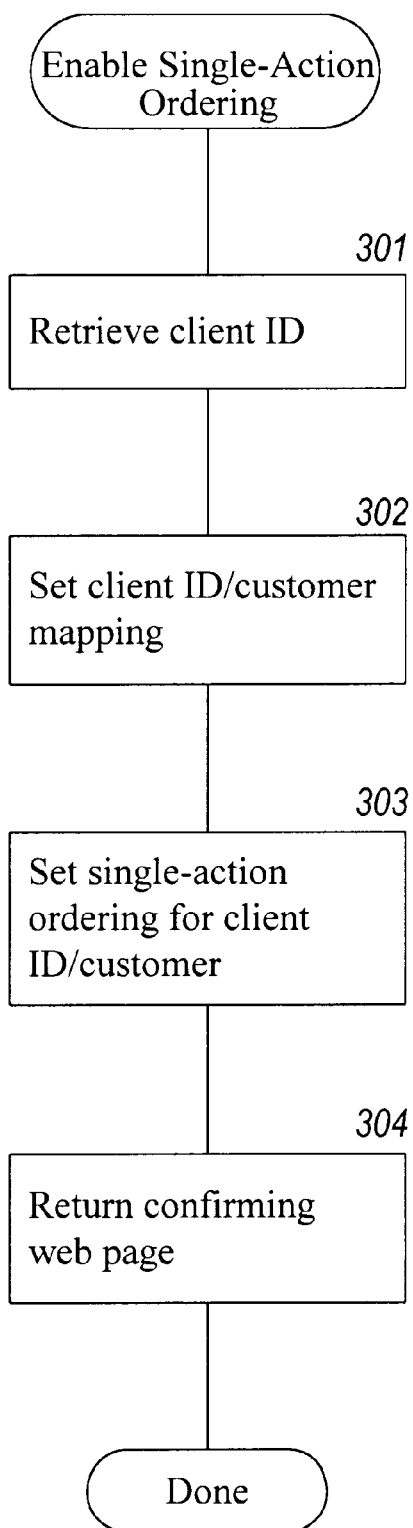 Enable Single-Action
Ordering
301
Retrieve client ID
302
Set client ID/customer
mapping
303
Set single-action
ordering for client
ID/customer
304
Return confirming
web page
Done